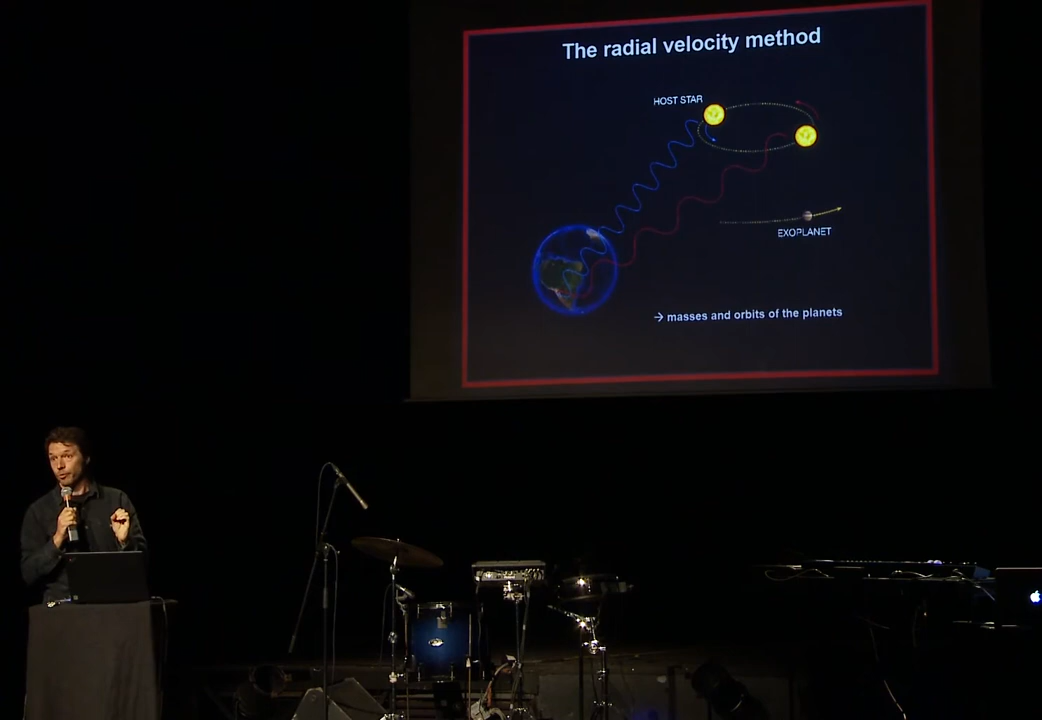 The radial velocity method
HOST STAR
EXOPLANET
→ masses and orbits of the planets